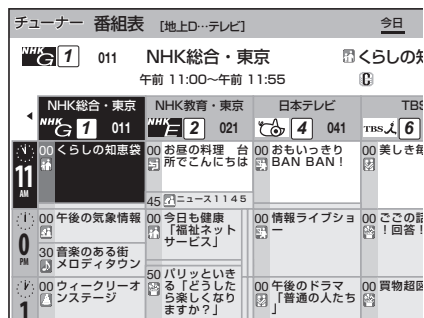 チューナー 番組表 [地上D…テレビ] 今日
NHK G 1 011 NHK総合・東京 くらしの知
午前 11:00~午前 11:55
NHK総合・東京 NHK教育・東京 日本テレビ TBS
NHK G 1 011 NHK E 2 021 4 041 TBS 6
11 AM
00 くらしの知恵袋
00 お昼の料理 台
所でこんにちは
45 ニュース1145
00 おもいっきり
BAN BAN!
00 美しき毎
0 PM
00 午後の気象情報
30 音楽のある街
メロディタウン
00 今日も健康
「福祉ネット
サービス」
50 パリッといき
る「どうした
ら楽しくなり
ますか?」
00 情報ライブショ
ー
00 ごごの話
!回答!
1
00 ウィークリーオ
ンステージ
00 午後のドラマ
「普通の人たち
」
00 買物超図